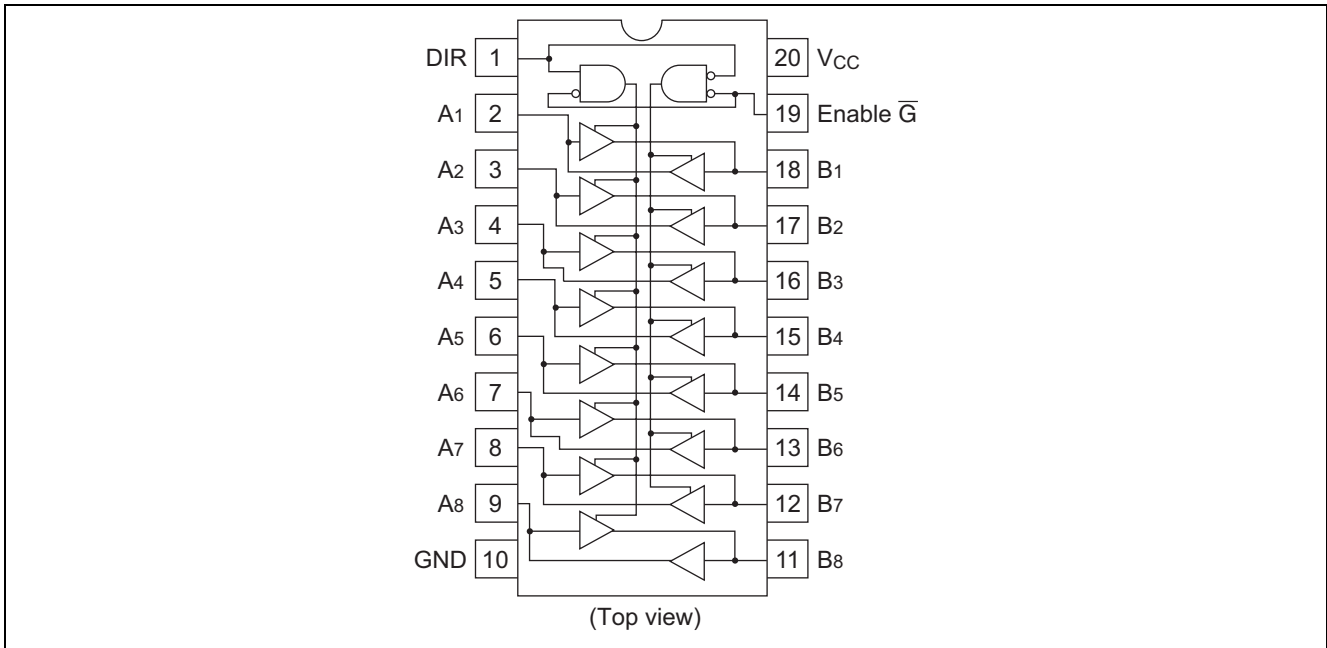 DIR 1 20 VCC
A1 2 19 Enable G̅
A2 3 18 B1
A3 4 17 B2
A4 5 16 B3
A5 6 15 B4
A6 7 14 B5
A7 8 13 B6
A8 9 12 B7
GND 10 11 B8
(Top view)